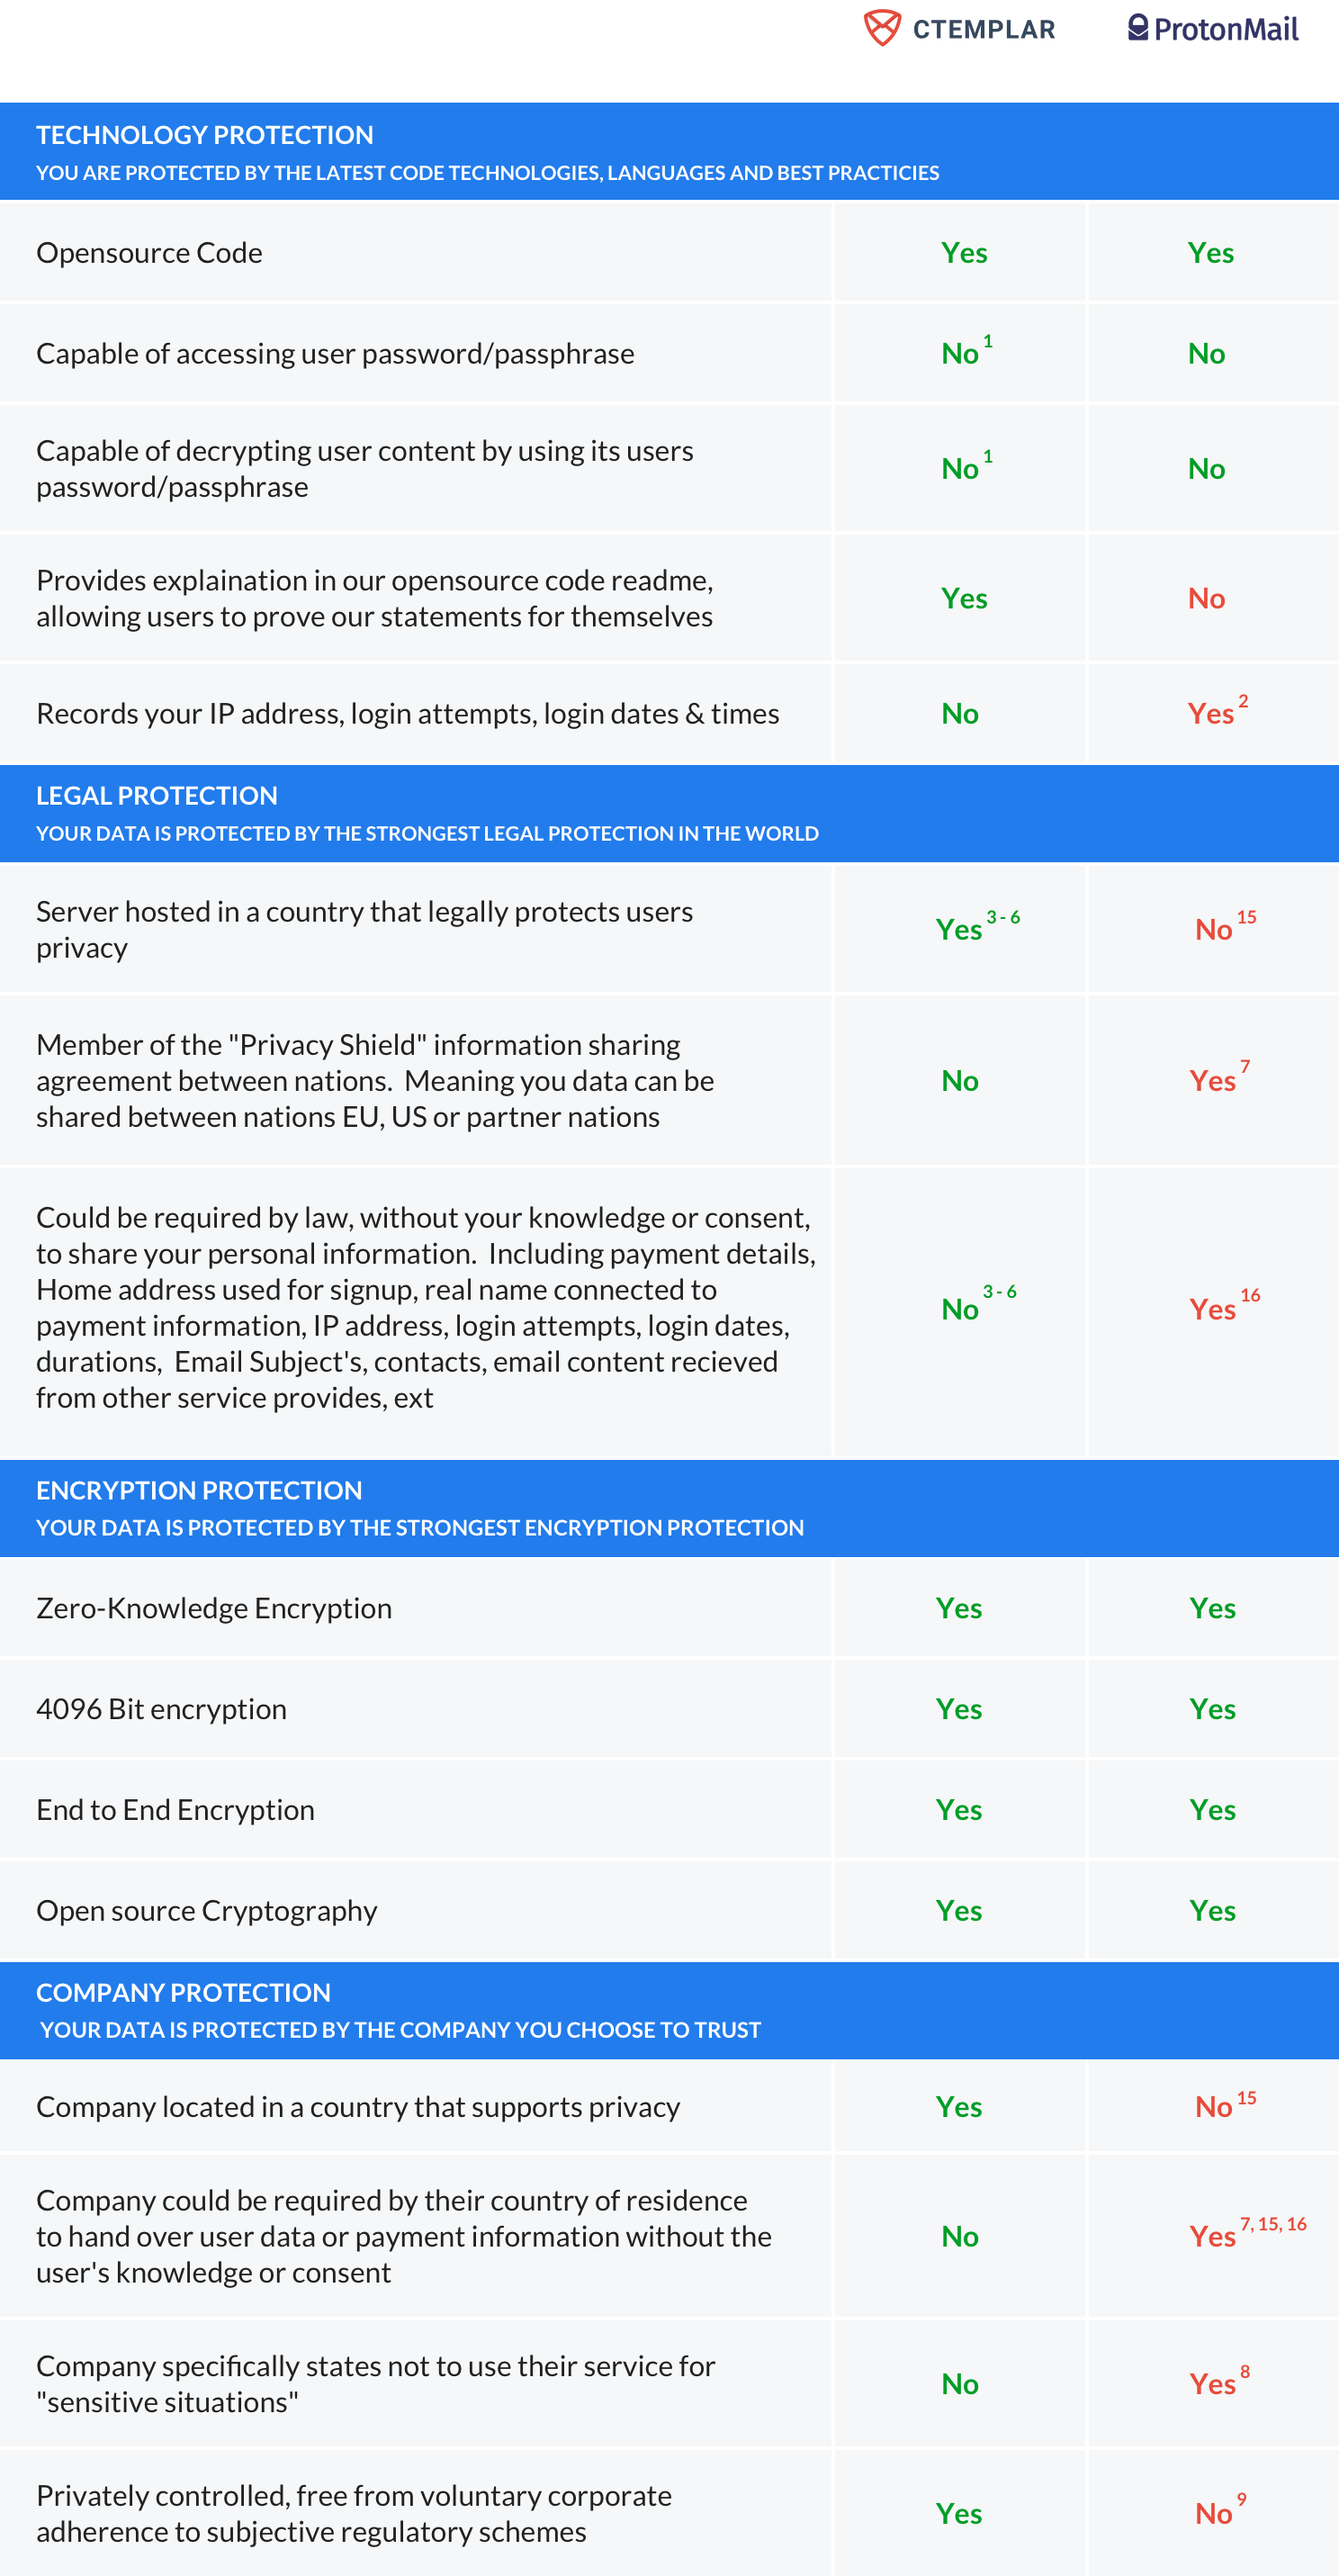 CTEMPLAR ProtonMail
TECHNOLOGY PROTECTION
YOU ARE PROTECTED BY THE LATEST CODE TECHNOLOGIES, LANGUAGES AND BEST PRACTICIES
Opensource Code Yes Yes
Capable of accessing user password/passphrase No 1 No
Capable of decrypting user content by using its users
password/passphrase No 1 No
Provides explaination in our opensource code readme,
allowing users to prove our statements for themselves Yes No
Records your IP address, login attempts, login dates & times No Yes 2
LEGAL PROTECTION
YOUR DATA IS PROTECTED BY THE STRONGEST LEGAL PROTECTION IN THE WORLD
Server hosted in a country that legally protects users
privacy Yes 3 - 6 No 15
Member of the "Privacy Shield" information sharing
agreement between nations. Meaning you data can be No Yes 7
shared between nations EU, US or partner nations
Could be required by law, without your knowledge or consent,
to share your personal information. Including payment details,
Home address used for signup, real name connected to
payment information, IP address, login attempts, login dates, No 3 - 6 Yes 16
durations, Email Subject's, contacts, email content recieved
from other service provides, ext
ENCRYPTION PROTECTION
YOUR DATA IS PROTECTED BY THE STRONGEST ENCRYPTION PROTECTION
Zero-Knowledge Encryption Yes Yes
4096 Bit encryption Yes Yes
End to End Encryption Yes Yes
Open source Cryptography Yes Yes
COMPANY PROTECTION
YOUR DATA IS PROTECTED BY THE COMPANY YOU CHOOSE TO TRUST
Company located in a country that supports privacy Yes No 15
Company could be required by their country of residence
to hand over user data or payment information without the No Yes 7, 15, 16
user's knowledge or consent
Company specifically states not to use their service for
"sensitive situations" No Yes 8
Privately controlled, free from voluntary corporate
adherence to subjective regulatory schemes Yes No 9